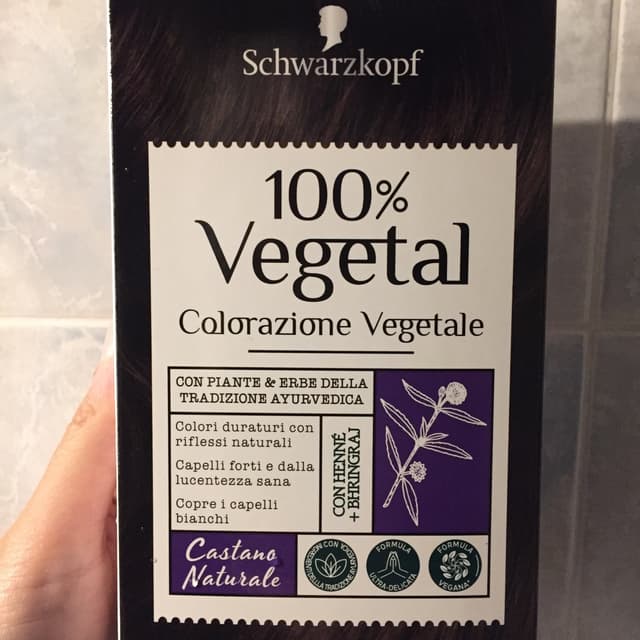 Schwarzkopf
100%
Vegetal
Colorazione Vegetale
CON PIANTE & ERBE DELLA
TRADIZIONE AYURVEDICA
Colori duraturi con
riflessi naturali
Capelli forti e dalla
lucentezza sana
Copre i capelli
bianchi
CON HENNÉ
+ BHRINGRAJ
Castano
Naturale
FORMULA
ULTRA-DELICATA
FORMULA
VEGANA*